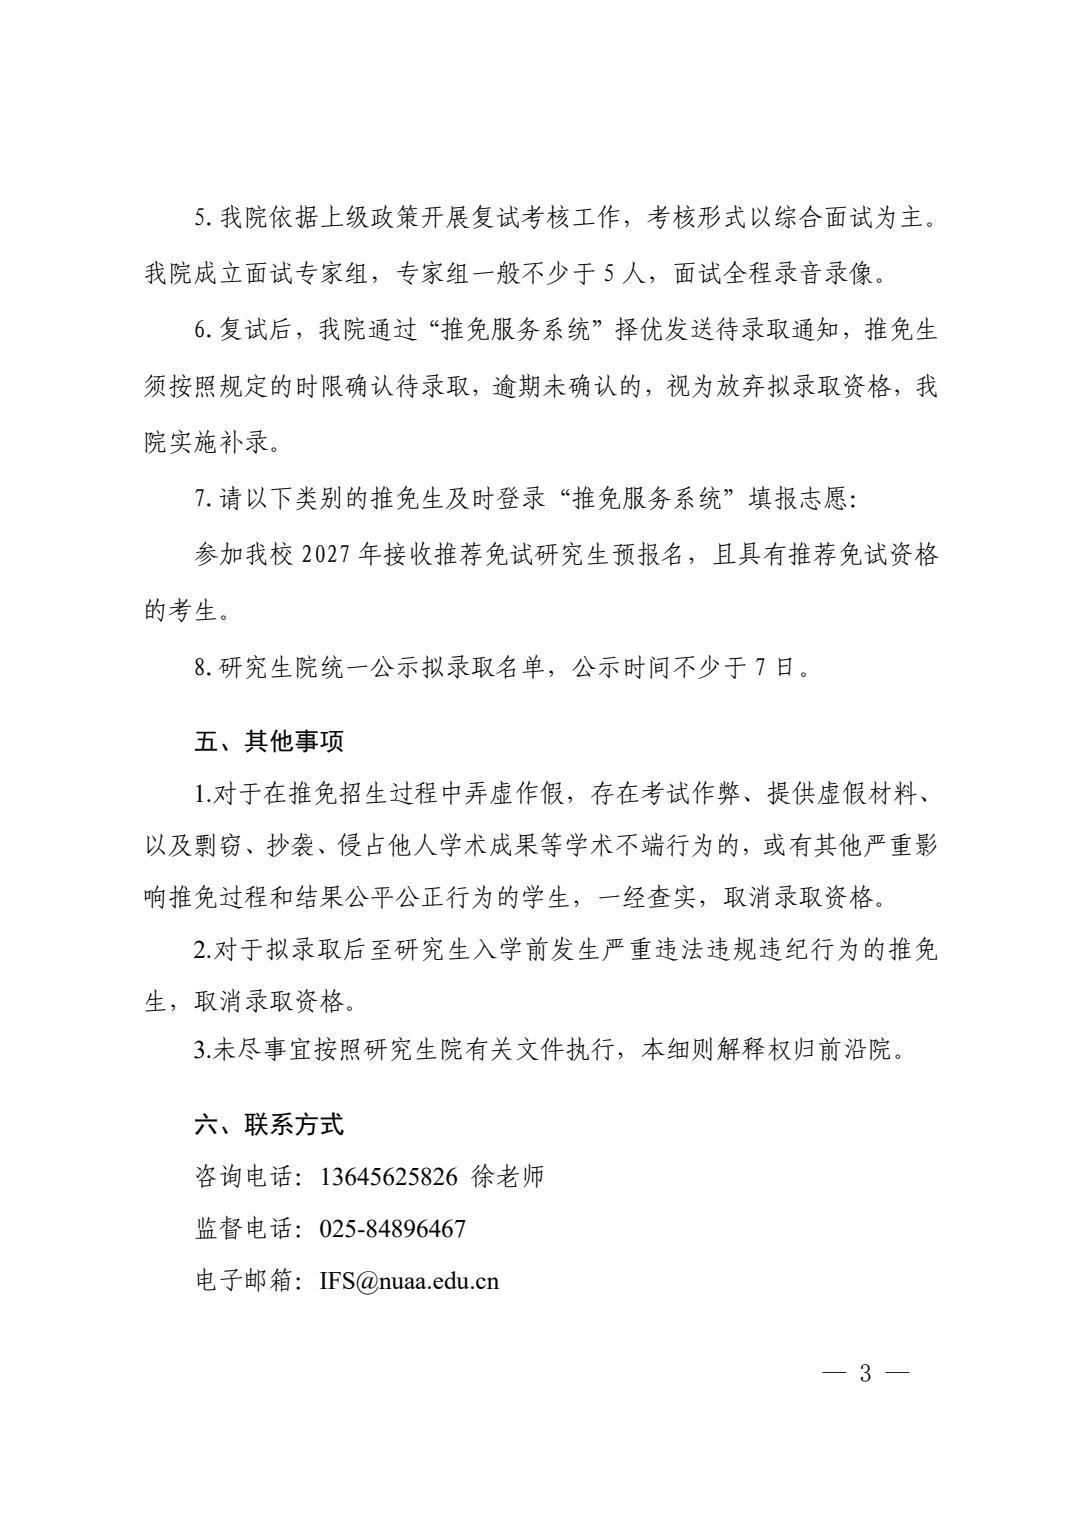 5.我院依据上级政策开展复试考核工作，考核形式以综合面试为主。
我院成立面试专家组，专家组一般不少于 5 人，面试全程录音录像。
6.复试后，我院通过“推免服务系统”择优发送待录取通知，推免生
须按照规定的时限确认待录取，逾期未确认的，视为放弃拟录取资格，我
院实施补录。
7.请以下类别的推免生及时登录“推免服务系统”填报志愿：
参加我校 2027 年接收推荐免试研究生预报名，且具有推荐免试资格
的考生。
8.研究生院统一公示拟录取名单，公示时间不少于 7 日。
五、其他事项
1.对于在推免招生过程中弄虚作假，存在考试作弊、提供虚假材料、
以及剽窃、抄袭、侵占他人学术成果等学术不端行为的，或有其他严重影
响推免过程和结果公平公正行为的学生，一经查实，取消录取资格。
2.对于拟录取后至研究生入学前发生严重违法违规违纪行为的推免
生，取消录取资格。
3.未尽事宜按照研究生院有关文件执行，本细则解释权归前沿院。
六、联系方式
咨询电话：13645625826 徐老师
监督电话：025-84896467
电子邮箱：IFS@nuaa.edu.cn
— 3 —